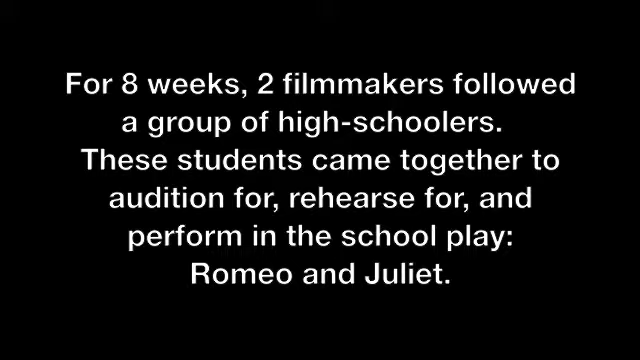 For 8 weeks, 2 filmmakers followed
a group of high-schoolers.
These students came together to
audition for, rehearse for, and
perform in the school play:
Romeo and Juliet.